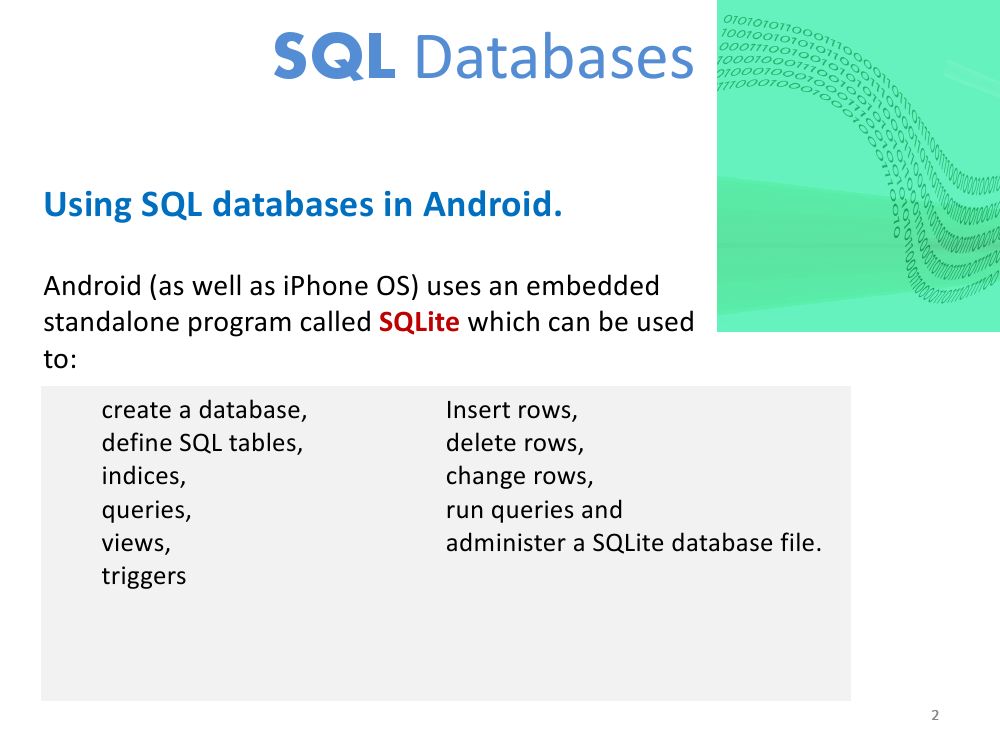 SQL Databases
Using SQL databases in Android.
Android (as well as iPhone OS) uses an embedded
standalone program called SQLite which can be used
to:
create a database,
define SQL tables,
indices,
queries,
views,
triggers
Insert rows,
delete rows,
change rows,
run queries and
administer a SQLite database file.
2